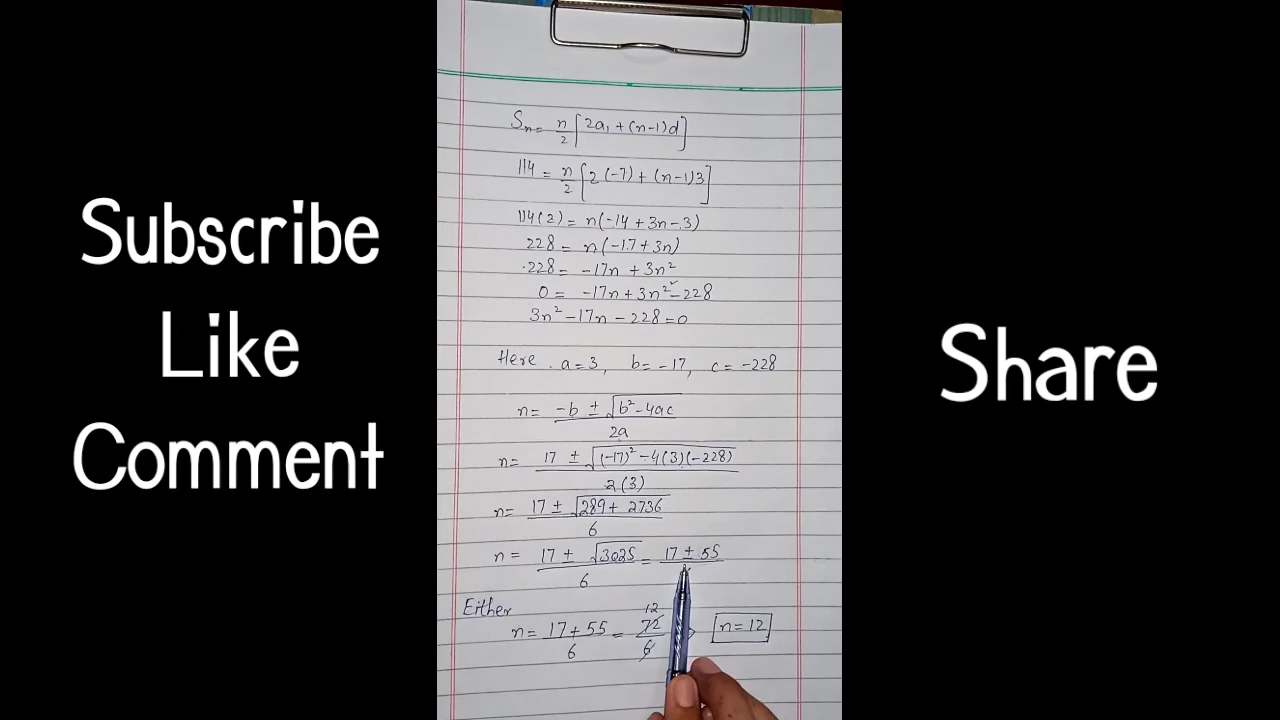 Subscribe
Like
Comment
S_n = n/2 [2a₁ + (n-1)d]
114 = n/2 [2(-7) + (n-1)3]
114(2) = n(-14 + 3n - 3)
228 = n(-17 + 3n)
228 = -17n + 3n²
0 = -17n + 3n² - 228
3n² - 17n - 228 = 0
Here . a = 3, b = -17, c = -228
n = (-b ± √(b² - 4ac)) / 2a
n = (17 ± √((-17)² - 4(3)(-228))) / 2(3)
n = (17 ± √(289 + 2736)) / 6
n = (17 ± √3025) / 6 = 17 ± 55
Either
n = (17 + 55) / 6 = 72/6 12 n = 12
Share